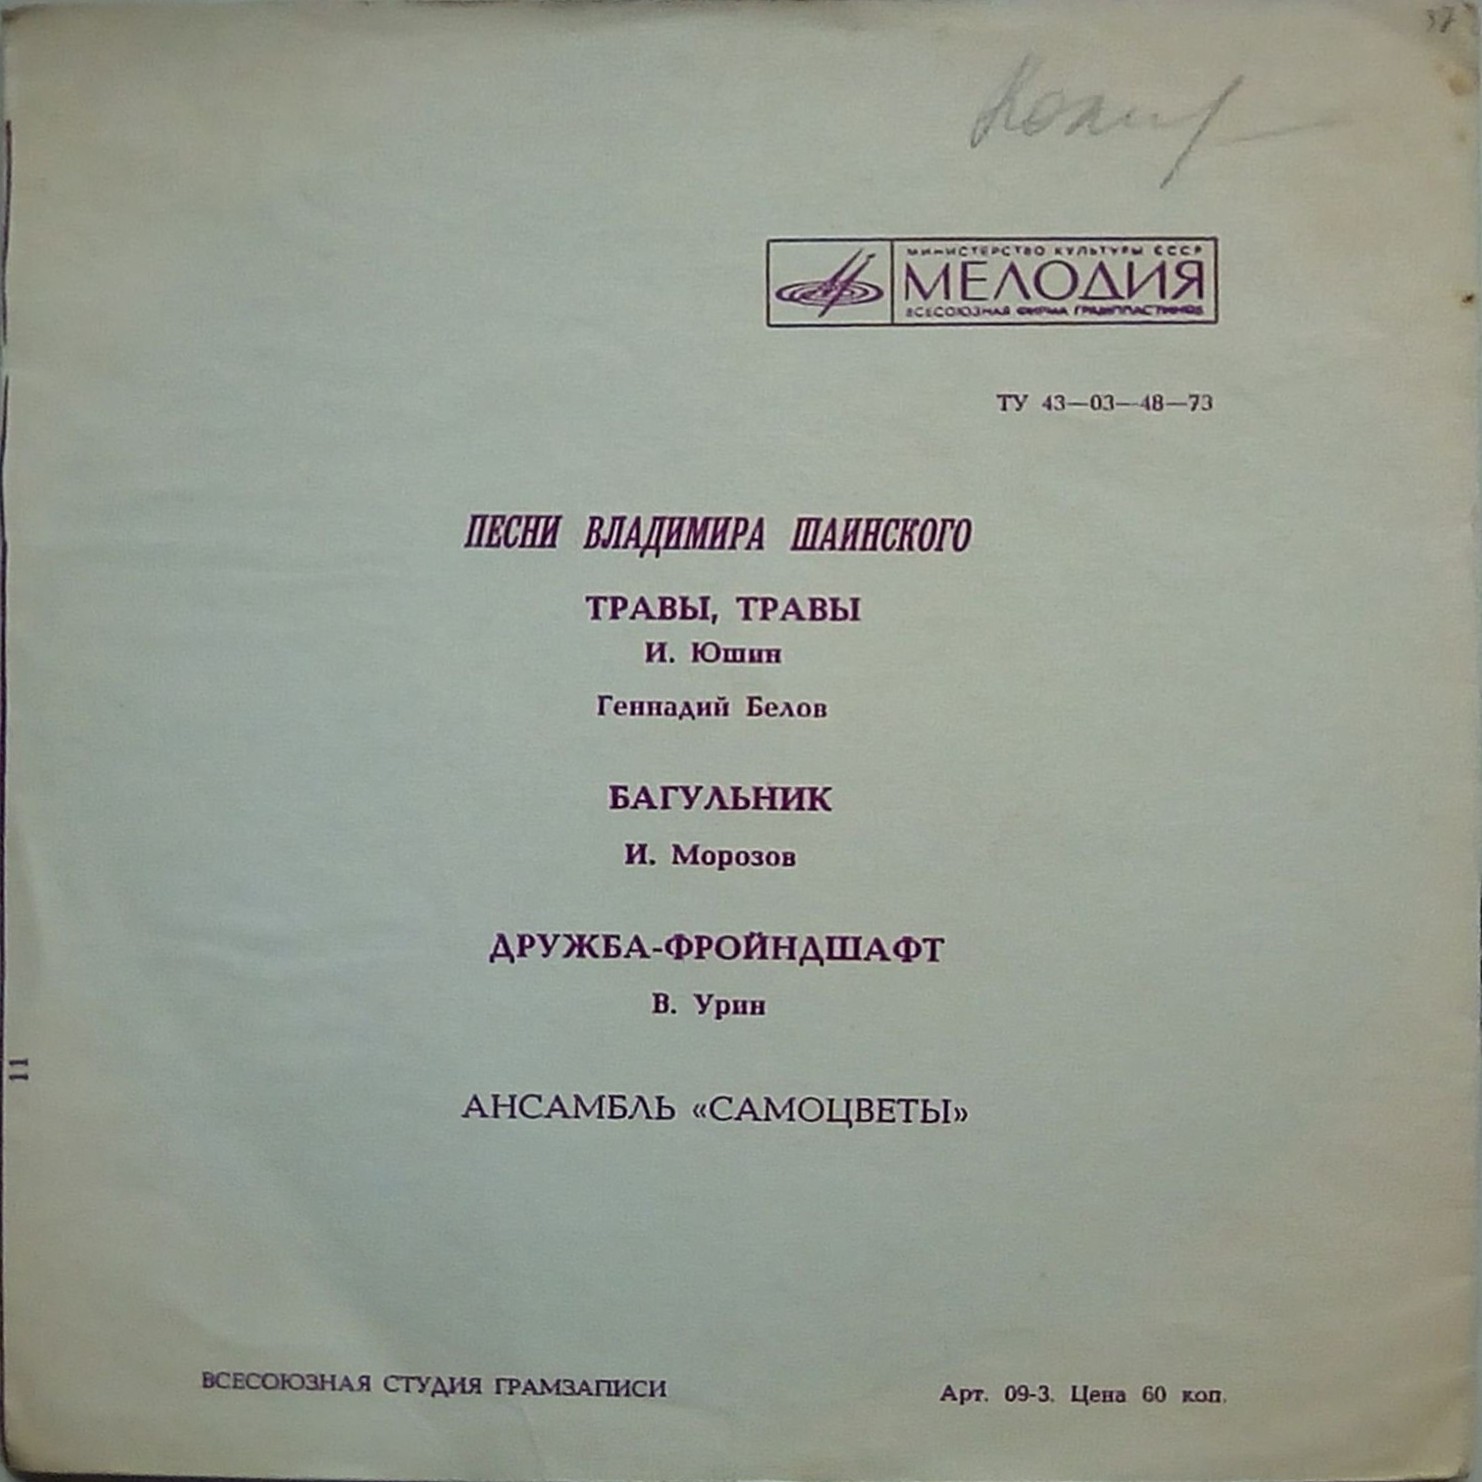 МИНИСТЕРСТВО КУЛЬТУРЫ СССР
МЕЛОДИЯ
ВСЕСОЮЗНАЯ ФИРМА ГРАМПЛАСТИНОК
ТУ 43—03—48—73
ПЕСНИ ВЛАДИМИРА ШАИНСКОГО
ТРАВЫ, ТРАВЫ
И. Юшин
Геннадий Белов
БАГУЛЬНИК
И. Морозов
ДРУЖБА-ФРОЙНДШАФТ
В. Урин
11
АНСАМБЛЬ «САМОЦВЕТЫ»
ВСЕСОЮЗНАЯ СТУДИЯ ГРАМЗАПИСИ
Арт. 09-3. Цена 60 коп.